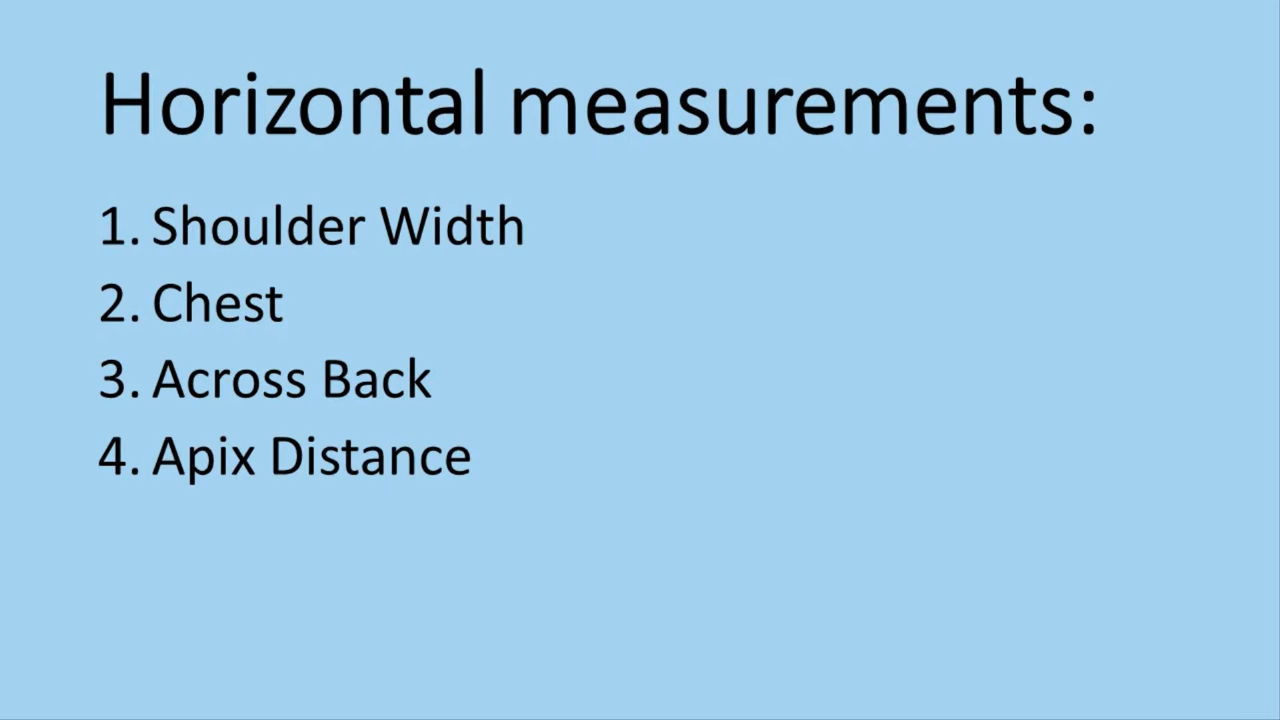 Horizontal measurements:
1. Shoulder Width
2. Chest
3. Across Back
4. Apix Distance